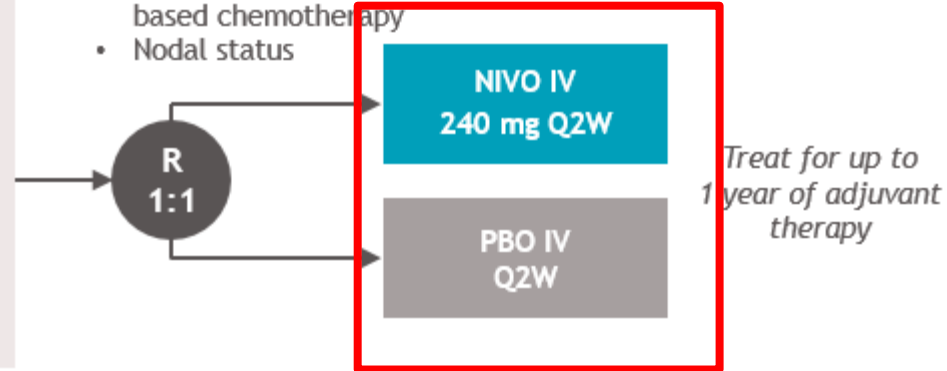 based chemotherapy
• Nodal status
R
1:1
NIVO IV
240 mg Q2W
PBO IV
Q2W
Treat for up to
1 year of adjuvant
therapy